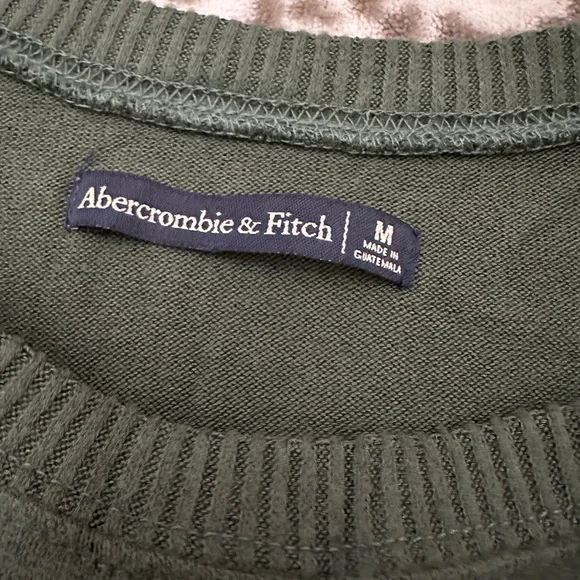 Abercrombie & Fitch
M
MADE IN
GUATEMALA